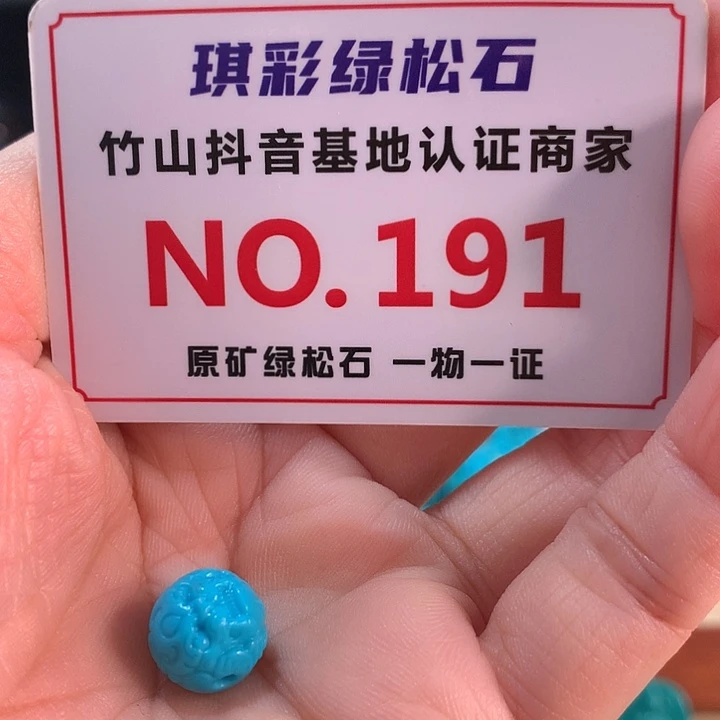 琪彩绿松石
竹山抖音基地认证商家
NO.191
原矿绿松石 一物一证